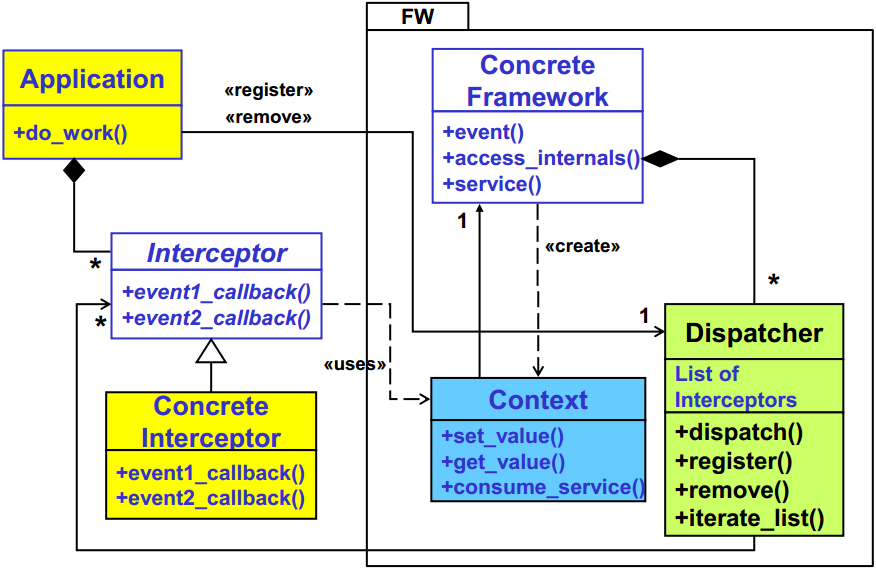 FW
Application
+do_work()
«register»
«remove»
Concrete
Framework
+event()
+access_internals()
+service()
1
«create»
Interceptor
+event1_callback()
+event2_callback()
*
*
«uses»
*
1
Dispatcher
List of
Interceptors
+dispatch()
+register()
+remove()
+iterate_list()
Context
+set_value()
+get_value()
+consume_service()
Concrete
Interceptor
+event1_callback()
+event2_callback()